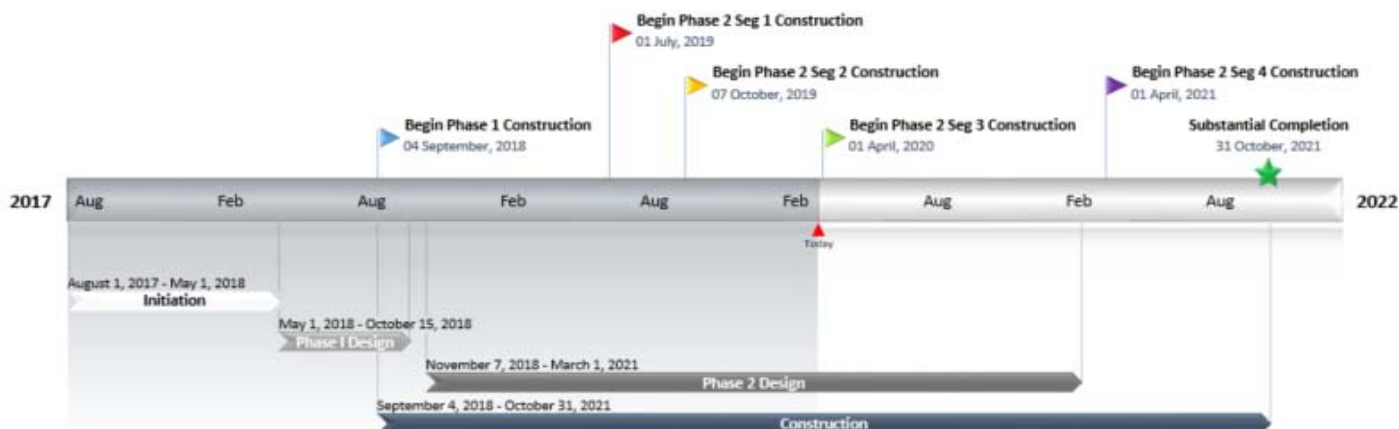 Begin Phase 2 Seg 1 Construction
01 July, 2019
Begin Phase 2 Seg 2 Construction
07 October, 2019
Begin Phase 2 Seg 4 Construction
01 April, 2021
Begin Phase 1 Construction
04 September, 2018
Begin Phase 2 Seg 3 Construction
01 April, 2020
Substantial Completion
31 October, 2021
2017 Aug Feb Aug Feb Aug Feb Aug Feb Aug 2022
Today
August 1, 2017 - May 1, 2018
Initiation
May 1, 2018 - October 15, 2018
Phase I Design
November 7, 2018 - March 1, 2021
Phase 2 Design
September 4, 2018 - October 31, 2021
Construction